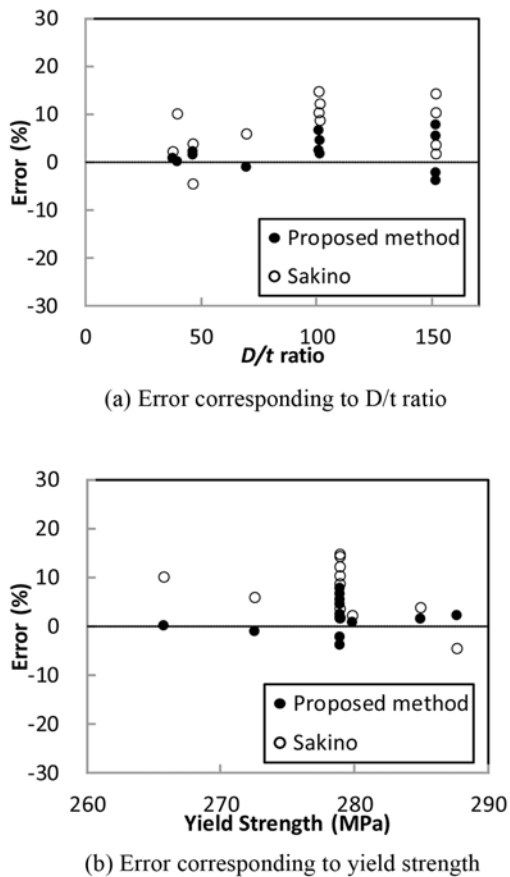 30
20
10
0
-10
-20
-30
Error (%)
Proposed method
Sakino
0 50 100 150
D/t ratio
(a) Error corresponding to D/t ratio
30
20
10
0
-10
-20
-30
Error (%)
Proposed method
Sakino
260 270 280 290
Yield Strength (MPa)
(b) Error corresponding to yield strength